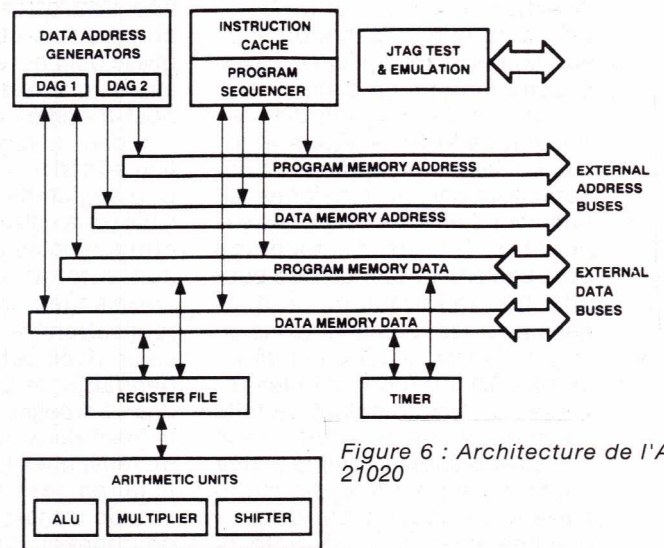 DATA ADDRESS
GENERATORS
DAG 1
DAG 2
INSTRUCTION
CACHE
PROGRAM
SEQUENCER
JTAG TEST
& EMULATION
PROGRAM MEMORY ADDRESS
DATA MEMORY ADDRESS
EXTERNAL
ADDRESS
BUSES
PROGRAM MEMORY DATA
DATA MEMORY DATA
EXTERNAL
DATA
BUSES
REGISTER FILE
TIMER
ARITHMETIC UNITS
ALU
MULTIPLIER
SHIFTER
Figure 6 : Architecture de l'A
21020